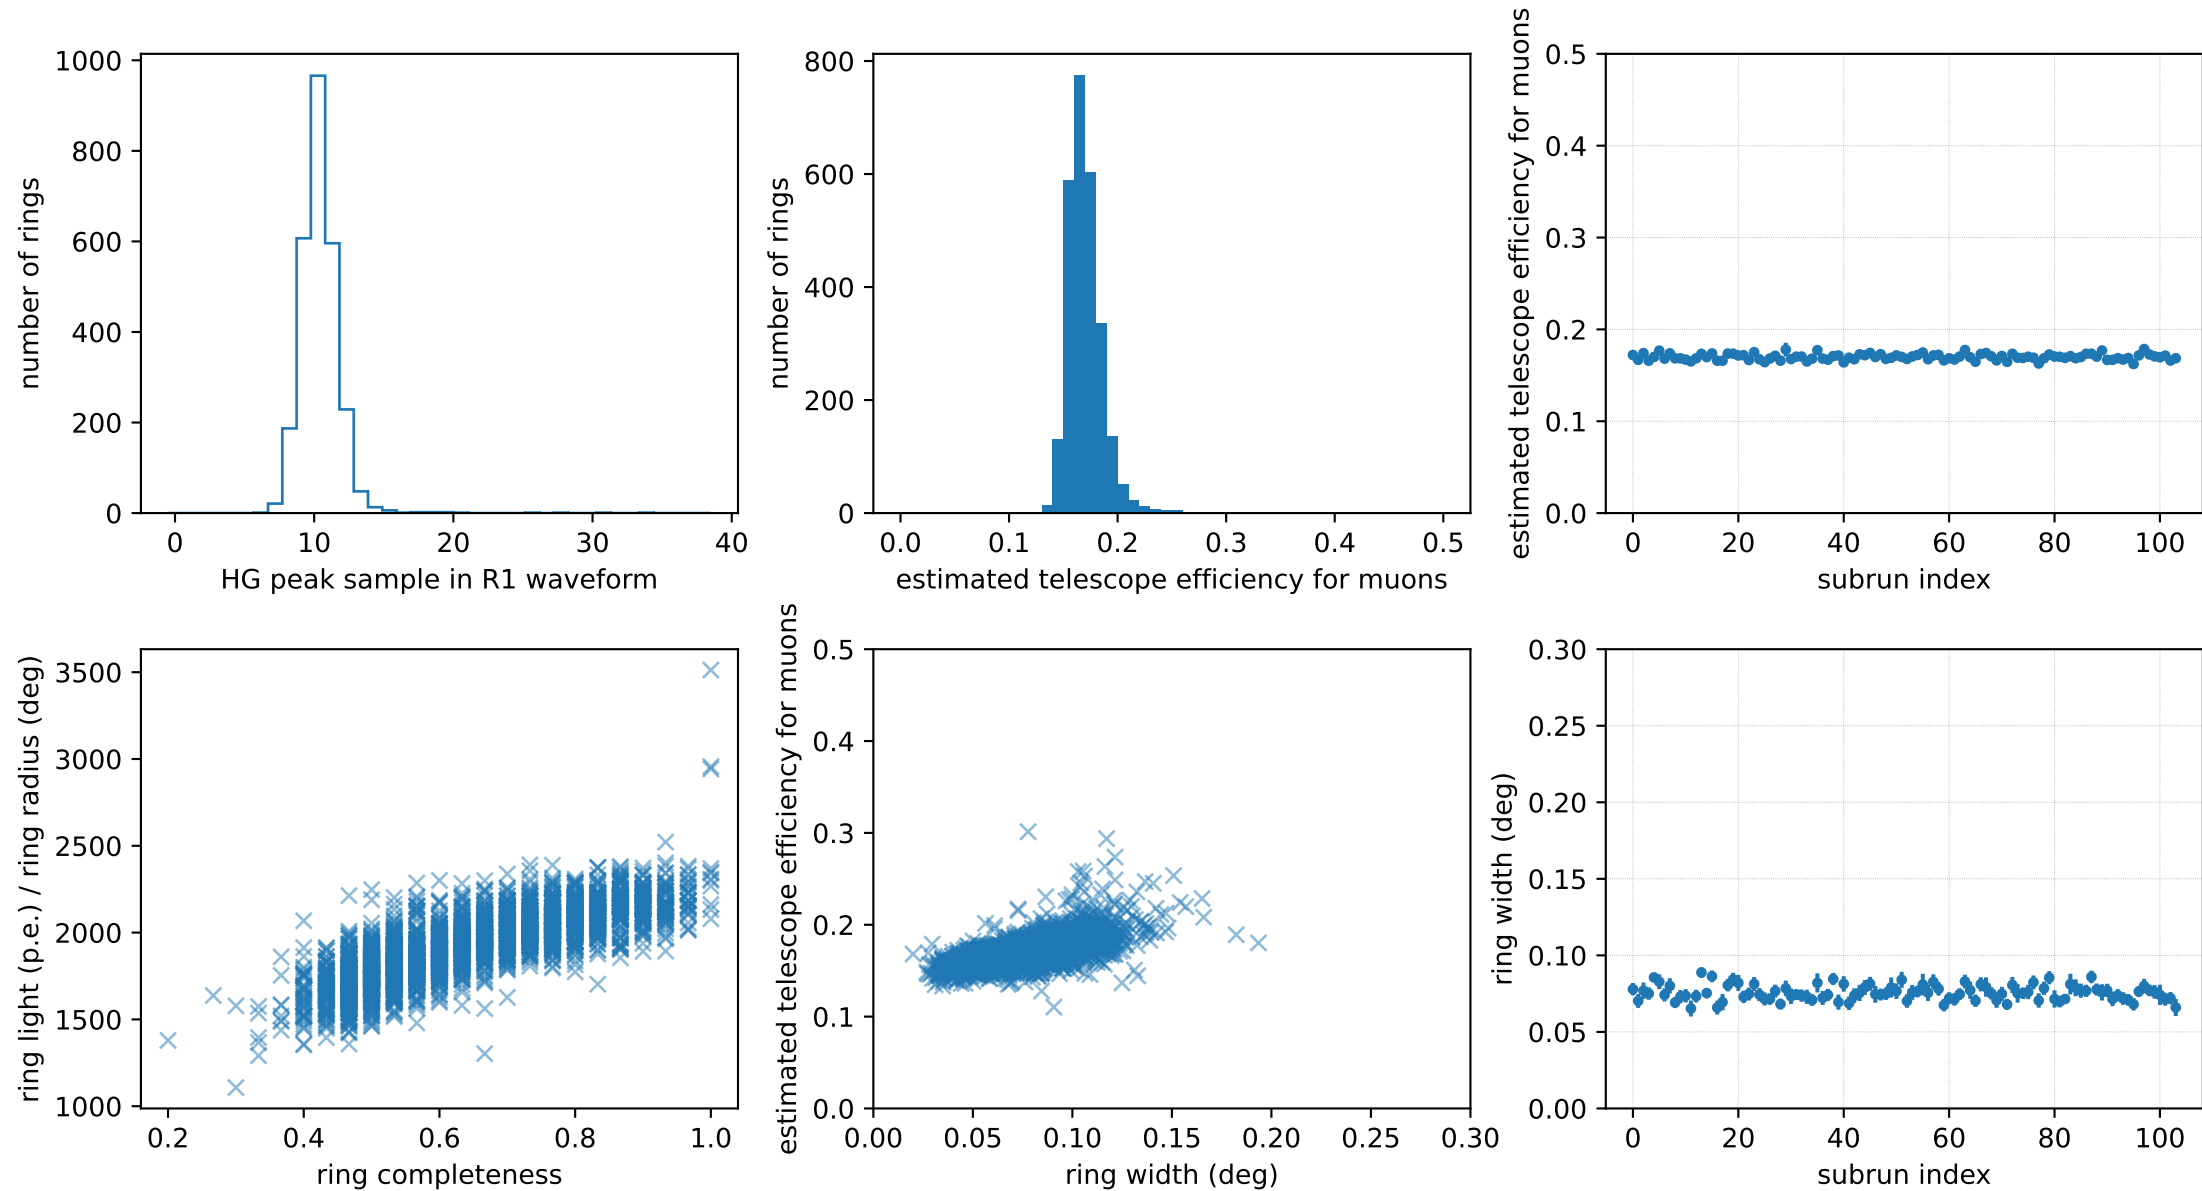 number of rings
1000
800
600
400
200
0
0 10 20 30 40
HG peak sample in R1 waveform
number of rings
800
600
400
200
0
0.0 0.1 0.2 0.3 0.4 0.5
estimated telescope efficiency for muons
estimated telescope efficiency for muons
0.5
0.4
0.3
0.2
0.1
0.0
0 20 40 60 80 100
subrun index
ring light (p.e.) / ring radius (deg)
3500
3000
2500
2000
1500
1000
0.2 0.4 0.6 0.8 1.0
ring completeness
estimated telescope efficiency for muons
0.5
0.4
0.3
0.2
0.1
0.0
0.00 0.05 0.10 0.15 0.20 0.25 0.30
ring width (deg)
ring width (deg)
0.30
0.25
0.20
0.15
0.10
0.05
0.00
0 20 40 60 80 100
subrun index